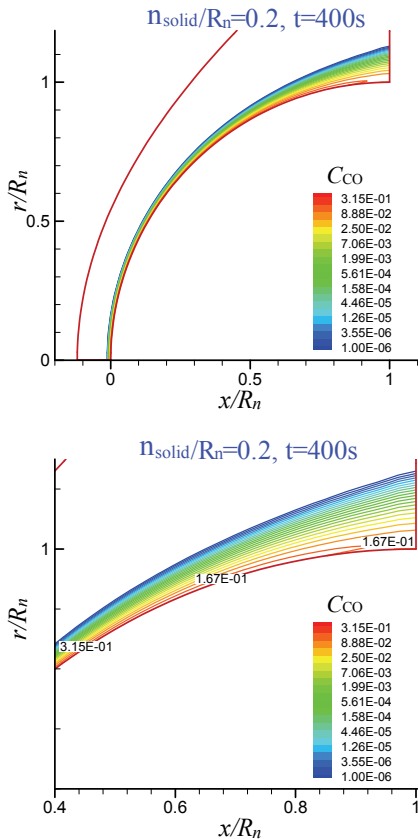 n_solid/R_n=0.2, t=400s
r/R_n
1
0.5
0
C_CO
3.15E-01
8.88E-02
2.50E-02
7.06E-03
1.99E-03
5.61E-04
1.58E-04
4.46E-05
1.26E-05
3.55E-06
1.00E-06
0
0.5
1
x/R_n
n_solid/R_n=0.2, t=400s
r/R_n
1
1.67E-01
1.67E-01
3.15E-01
C_CO
3.15E-01
8.88E-02
2.50E-02
7.06E-03
1.99E-03
5.61E-04
1.58E-04
4.46E-05
1.26E-05
3.55E-06
1.00E-06
0.4
0.6
0.8
1
x/R_n